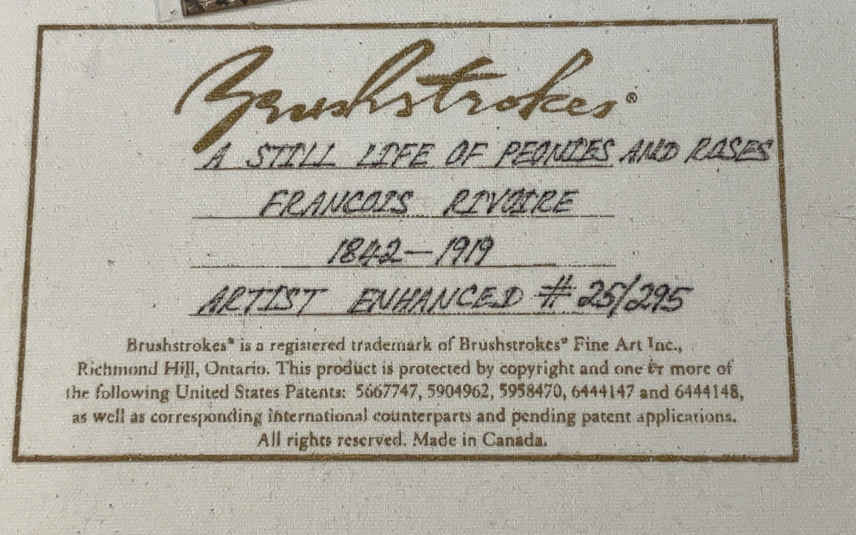 Brushstrokes®
A STILL LIFE OF PEONIES AND ROSES
FRANCOIS RIVOIRE
1842-1919
ARTIST ENHANCED # 25/295
Brushstrokes® is a registered trademark of Brushstrokes® Fine Art Inc.,
Richmond Hill, Ontario. This product is protected by copyright and one or more of
the following United States Patents: 5667747, 5904962, 5958470, 6444147 and 6444148,
as well as corresponding international counterparts and pending patent applications.
All rights reserved. Made in Canada.